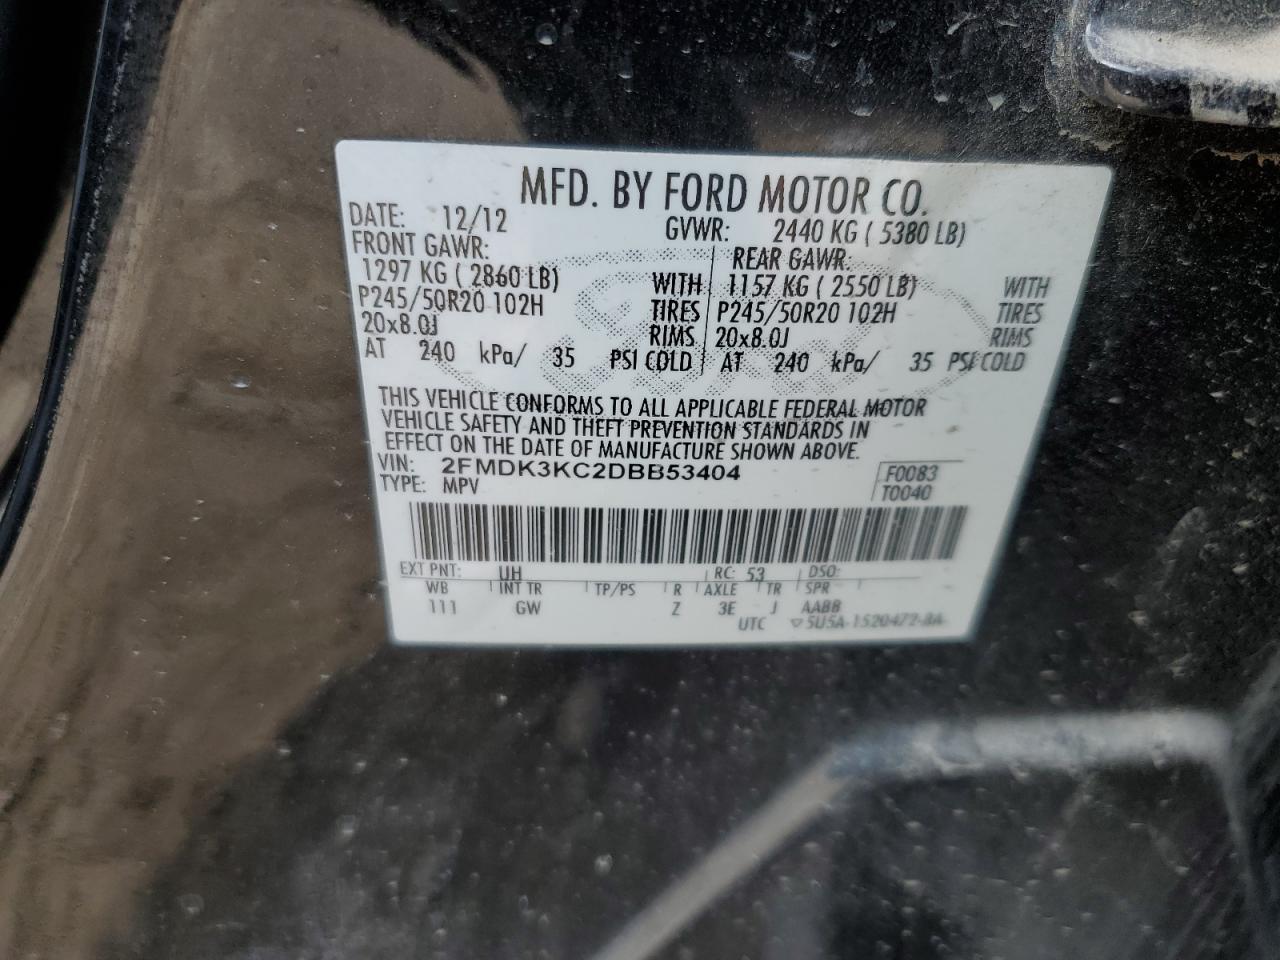 MFD. BY FORD MOTOR CO.
DATE: 12/12 GVWR: 2440 KG ( 5380 LB)
FRONT GAWR: REAR GAWR:
1297 KG ( 2860 LB) WITH 1157 KG ( 2550 LB) WITH
P245/50R20 102H TIRES P245/50R20 102H TIRES
20x8.0J RIMS 20x8.0J RIMS
AT 240 kPa/ 35 PSI COLD AT 240 kPa/ 35 PSI COLD
THIS VEHICLE CONFORMS TO ALL APPLICABLE FEDERAL MOTOR
VEHICLE SAFETY AND THEFT PREVENTION STANDARDS IN
EFFECT ON THE DATE OF MANUFACTURE SHOWN ABOVE.
VIN: 2FMDK3KC2DBB53404 F0083
TYPE: MPV T0040
EXT PNT: UH RC: 53 DSO:
WB INT TR TP/PS R AXLE TR SPR
111 GW Z 3E J AABB
UTC ▽ 5U5A-1520472-BA